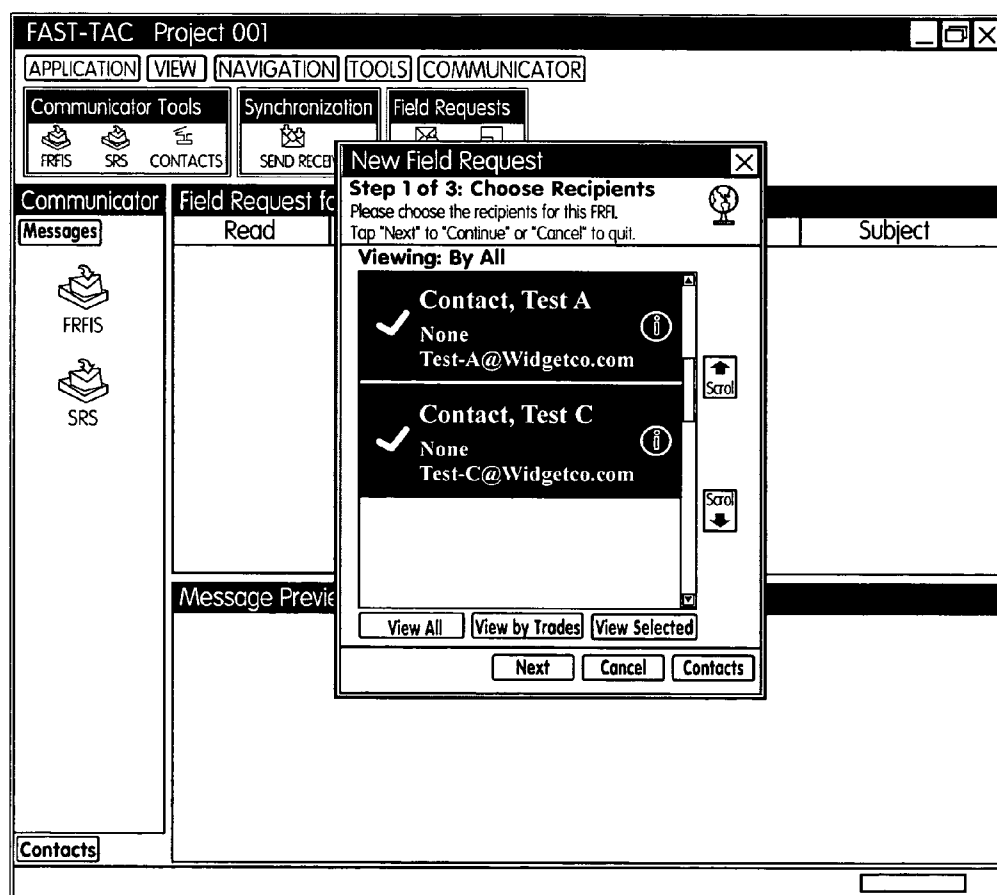 FAST-TAC Project 001
APPLICATION VIEW NAVIGATION TOOLS COMMUNICATOR
Communicator Tools
FRFIS SRS CONTACTS
Synchronization
SEND RECEI
Field Requests
Communicator
Messages
FRFIS
SRS
Contacts
Field Request fo
Read
Subject
Message Previe
New Field Request
Step 1 of 3: Choose Recipients
Please choose the recipients for this FRFI.
Tap "Next" to "Continue" or "Cancel" to quit.
Viewing: By All
Contact, Test A
None
Test-A@Widgetco.com
Contact, Test C
None
Test-C@Widgetco.com
Scrol
Scrol
View All View by Trades View Selected
Next Cancel Contacts